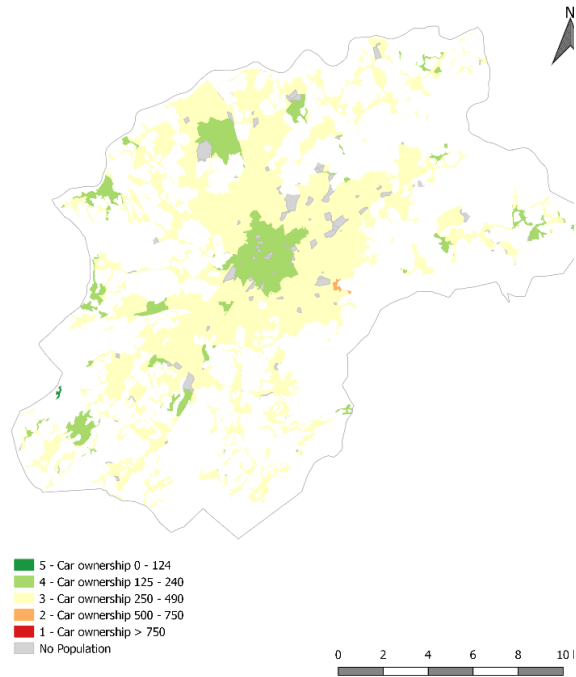 N
5 - Car ownership 0 - 124
4 - Car ownership 125 - 240
3 - Car ownership 250 - 490
2 - Car ownership 500 - 750
1 - Car ownership > 750
No Population
0 2 4 6 8 10